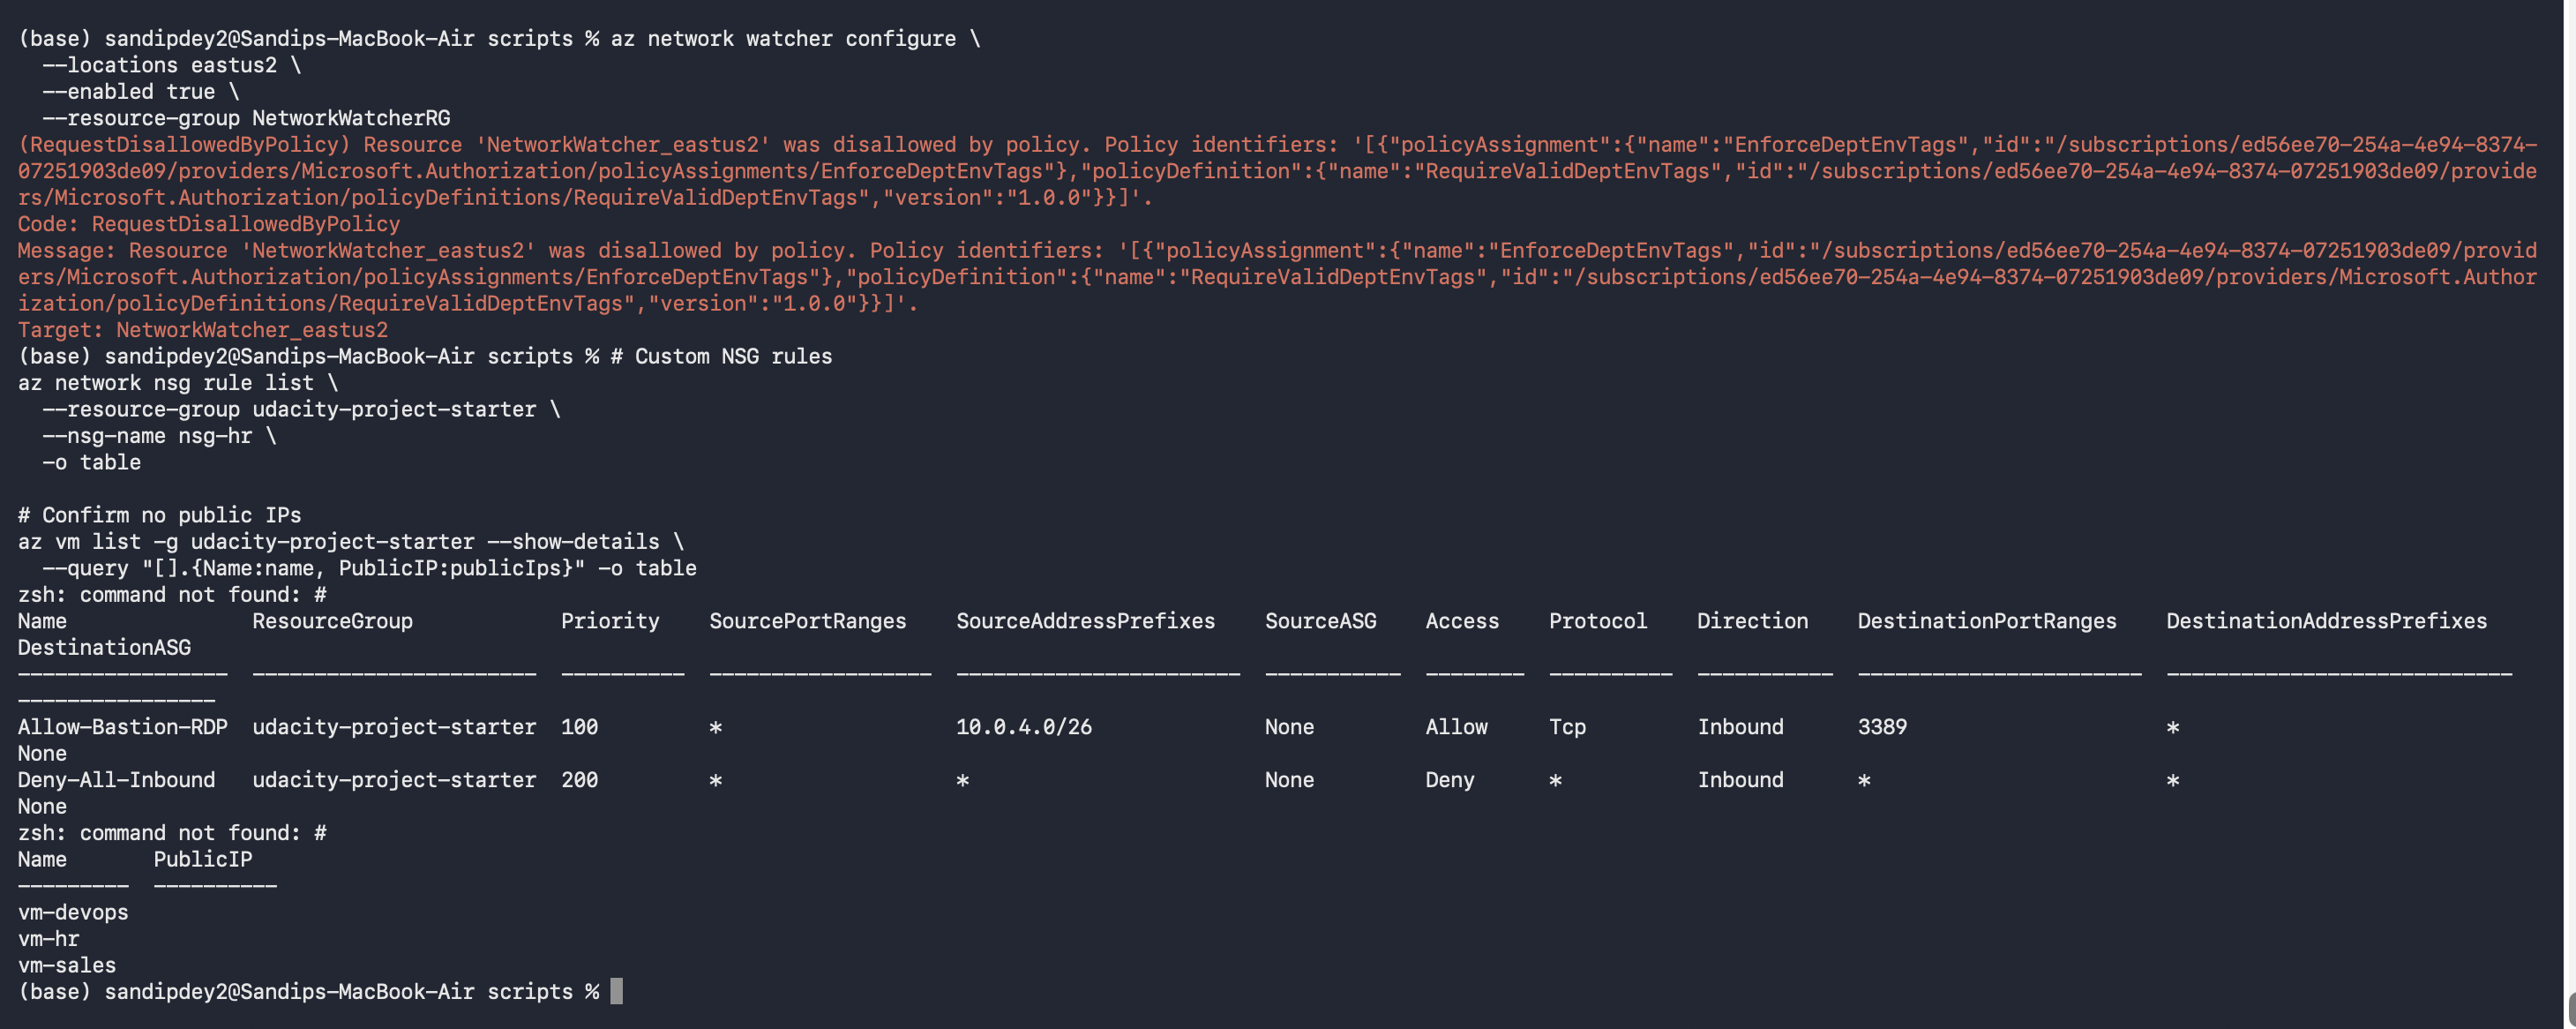 (base) sandipdey2@Sandips-MacBook-Air scripts % az network watcher configure \
  --locations eastus2 \
  --enabled true \
  --resource-group NetworkWatcherRG
(RequestDisallowedByPolicy) Resource 'NetworkWatcher_eastus2' was disallowed by policy. Policy identifiers: '[{"policyAssignment":{"name":"EnforceDeptEnvTags","id":"/subscriptions/ed56ee70-254a-4e94-8374-
07251903de09/providers/Microsoft.Authorization/policyAssignments/EnforceDeptEnvTags"},"policyDefinition":{"name":"RequireValidDeptEnvTags","id":"/subscriptions/ed56ee70-254a-4e94-8374-07251903de09/provide
rs/Microsoft.Authorization/policyDefinitions/RequireValidDeptEnvTags","version":"1.0.0"}}]'.
Code: RequestDisallowedByPolicy
Message: Resource 'NetworkWatcher_eastus2' was disallowed by policy. Policy identifiers: '[{"policyAssignment":{"name":"EnforceDeptEnvTags","id":"/subscriptions/ed56ee70-254a-4e94-8374-07251903de09/provid
ers/Microsoft.Authorization/policyAssignments/EnforceDeptEnvTags"},"policyDefinition":{"name":"RequireValidDeptEnvTags","id":"/subscriptions/ed56ee70-254a-4e94-8374-07251903de09/providers/Microsoft.Author
ization/policyDefinitions/RequireValidDeptEnvTags","version":"1.0.0"}}]'.
Target: NetworkWatcher_eastus2
(base) sandipdey2@Sandips-MacBook-Air scripts % # Custom NSG rules
az network nsg rule list \
  --resource-group udacity-project-starter \
  --nsg-name nsg-hr \
  -o table

# Confirm no public IPs
az vm list -g udacity-project-starter --show-details \
  --query "[].{Name:name, PublicIP:publicIps}" -o table
zsh: command not found: #
Name               ResourceGroup            Priority    SourcePortRanges    SourceAddressPrefixes    SourceASG    Access    Protocol    Direction    DestinationPortRanges    DestinationAddressPrefixes
DestinationASG
-----------------  -----------------------  ----------  ------------------  -----------------------  -----------  --------  ----------  -----------  -----------------------  ----------------------------
----------------
Allow-Bastion-RDP  udacity-project-starter  100         *                   10.0.4.0/26              None         Allow     Tcp         Inbound      3389                     *
None
Deny-All-Inbound   udacity-project-starter  200         *                   *                        None         Deny      *           Inbound      *                        *
None
zsh: command not found: #
Name       PublicIP
---------  ----------
vm-devops
vm-hr
vm-sales
(base) sandipdey2@Sandips-MacBook-Air scripts %